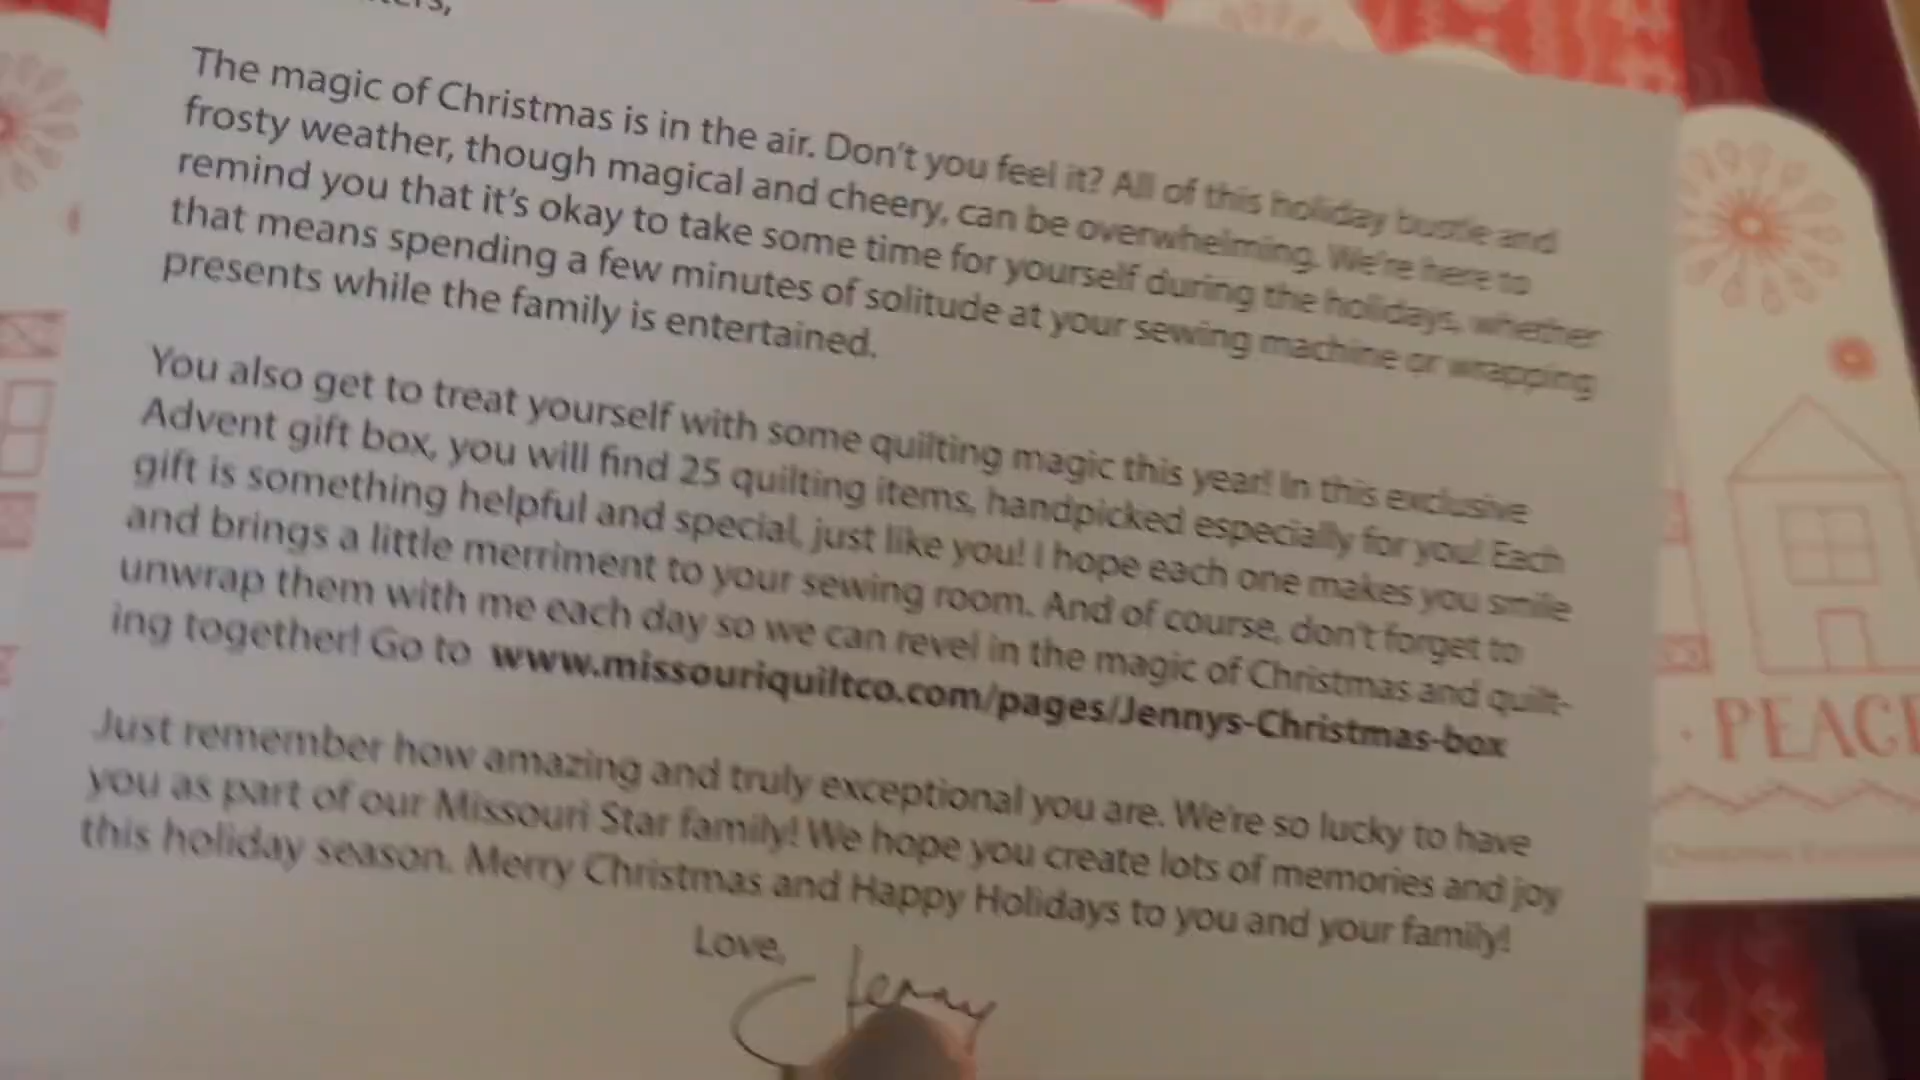 The magic of Christmas is in the air. Don't you feel it? All of this holiday bustle and
frosty weather, though magical and cheery, can be overwhelming. We're here to
remind you that it's okay to take some time for yourself during the holidays, whether
that means spending a few minutes of solitude at your sewing machine or wrapping
presents while the family is entertained.
You also get to treat yourself with some quilting magic this year! In this exclusive
Advent gift box, you will find 25 quilting items, handpicked especially for you! Each
gift is something helpful and special, just like you! I hope each one makes you smile
and brings a little merriment to your sewing room. And of course, don't forget to
unwrap them with me each day so we can revel in the magic of Christmas and quilt-
ing together! Go to www.missouriquiltco.com/pages/Jennys-Christmas-box
Just remember how amazing and truly exceptional you are. We're so lucky to have
you as part of our Missouri Star family! We hope you create lots of memories and joy
this holiday season. Merry Christmas and Happy Holidays to you and your family!
Love,
Jenny
· PEACE